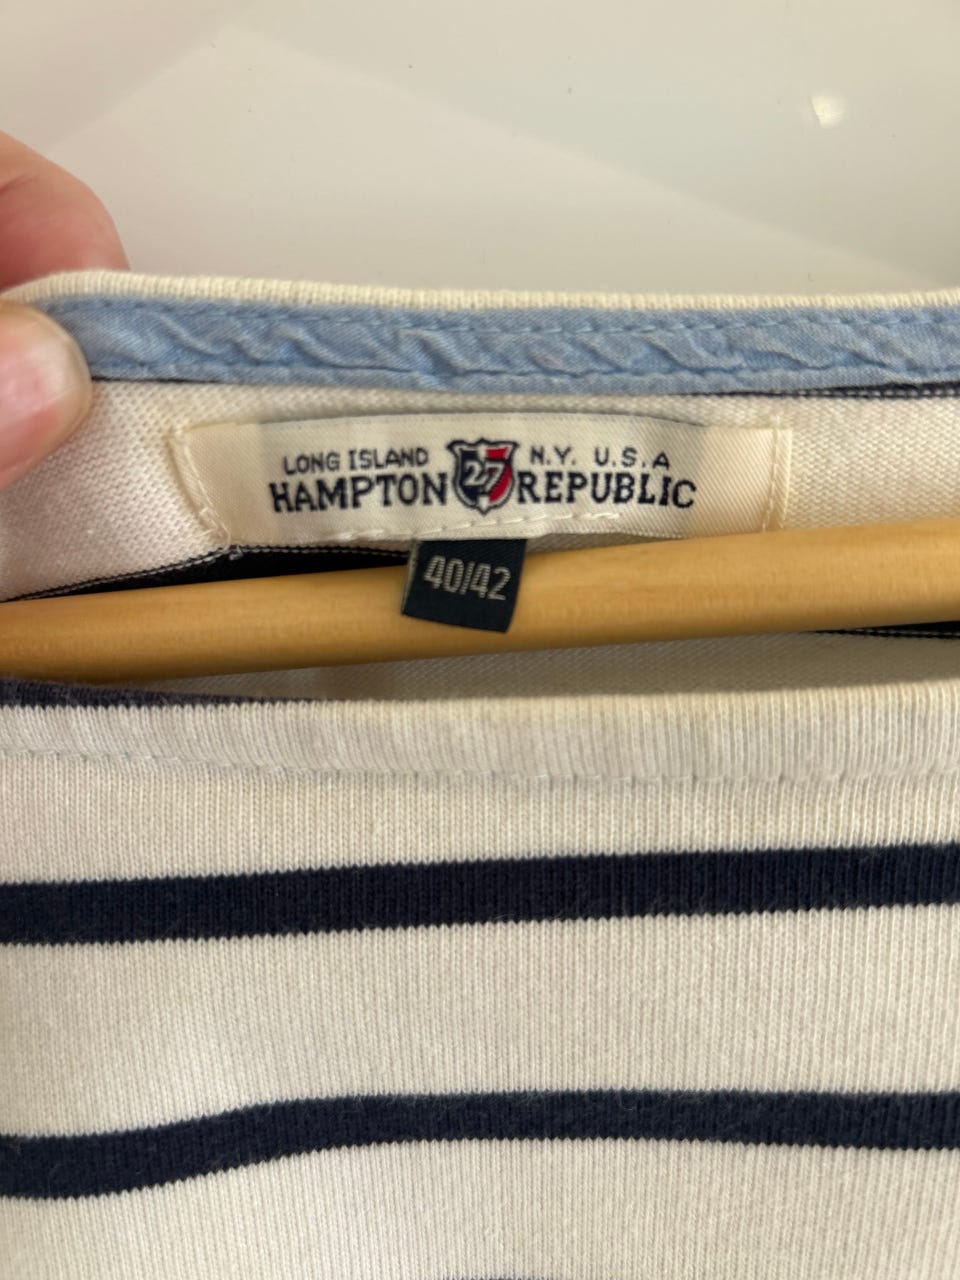 LONG ISLAND 27 N.Y. U.S.A
HAMPTON REPUBLIC
40/42